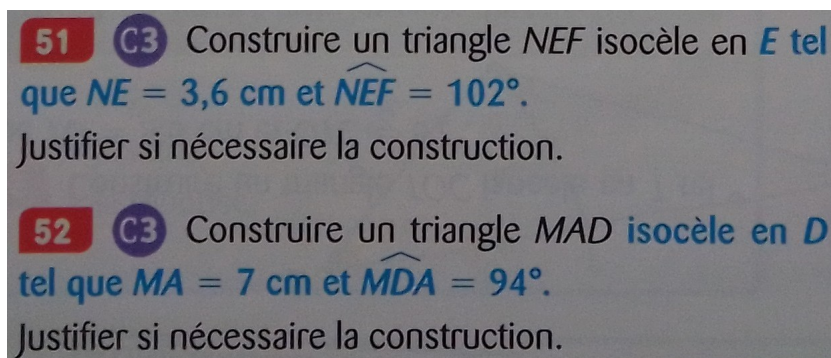 51 C3 Construire un triangle NEF isocèle en E tel
que NE = 3,6 cm et N͡EF = 102°.
Justifier si nécessaire la construction.
52 C3 Construire un triangle MAD isocèle en D
tel que MA = 7 cm et M͡DA = 94°.
Justifier si nécessaire la construction.